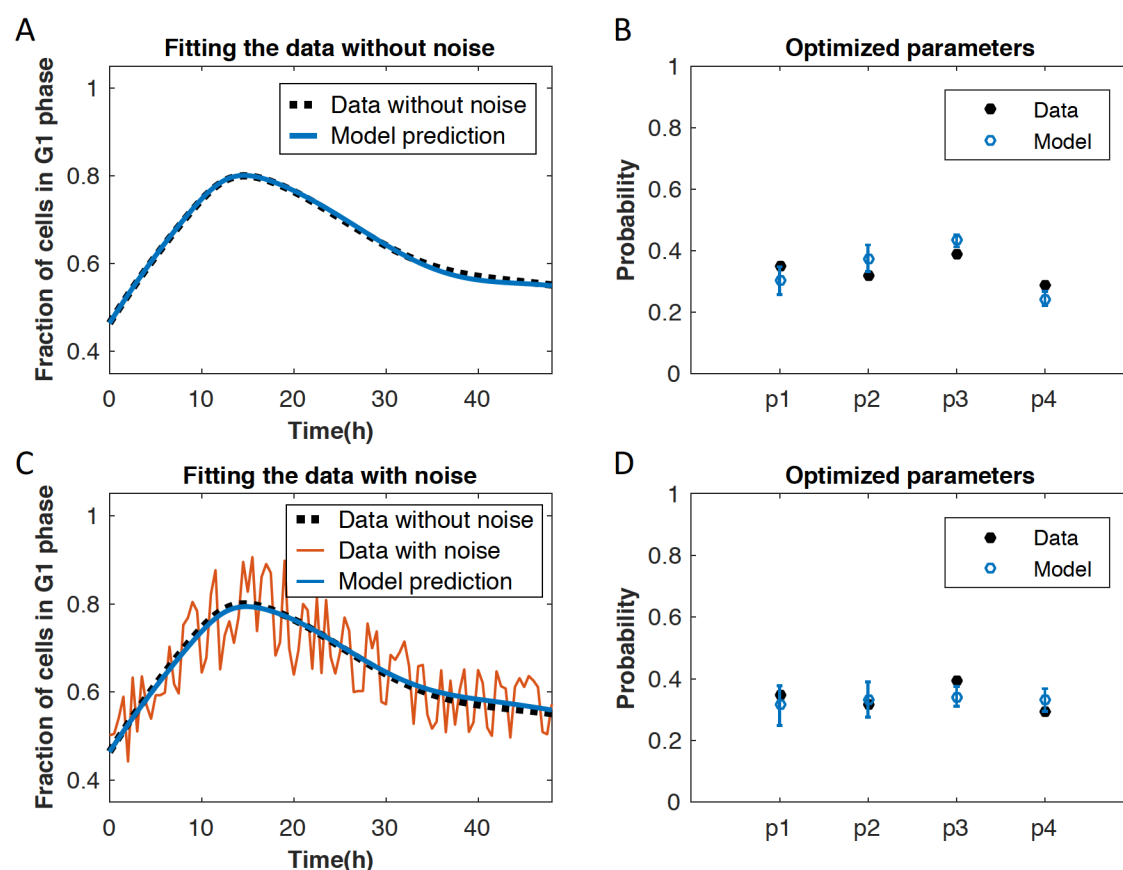 A
Fitting the data without noise
Fraction of cells in G1 phase
1
0.8
0.6
0.4
Data without noise
Model prediction
0
10
20
30
40
Time(h)
B
Optimized parameters
Probability
1
0.8
0.6
0.4
0.2
0
Data
Model
p1
p2
p3
p4
C
Fitting the data with noise
Fraction of cells in G1 phase
1
0.8
0.6
0.4
Data without noise
Data with noise
Model prediction
0
10
20
30
40
Time(h)
D
Optimized parameters
Probability
1
0.8
0.6
0.4
0.2
0
Data
Model
p1
p2
p3
p4